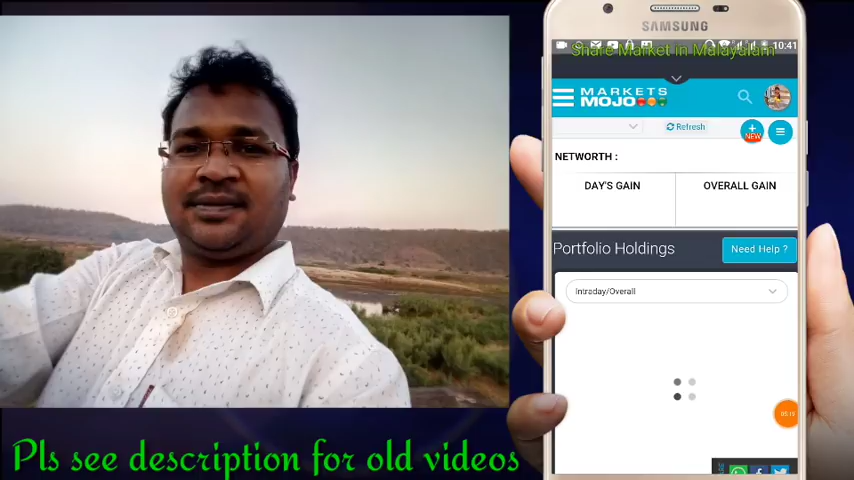 SAMSUNG
10:41
Share Market in Malayalam
MARKETS
MOJO
Refresh
NEW
NETWORTH :
DAY'S GAIN
OVERALL GAIN
Portfolio Holdings
Need Help ?
Intraday/Overall
Pls see description for old videos